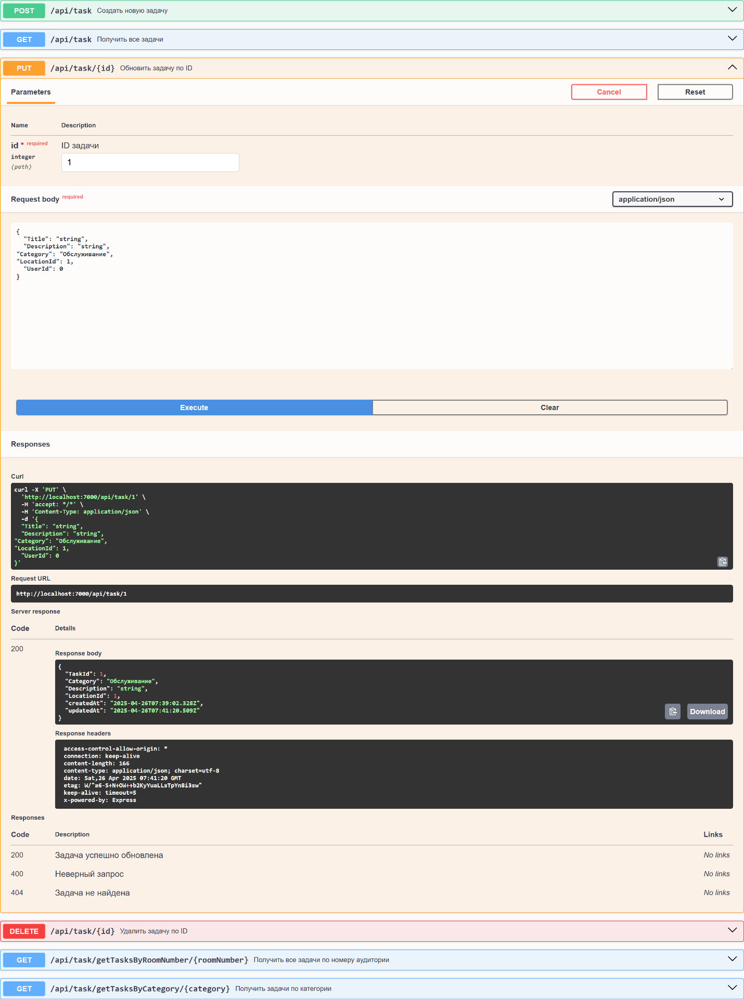 POST /api/task Создать новую задачу
GET /api/task Получить все задачи
PUT /api/task/{id} Обновить задачу по ID
Parameters Cancel Reset
Name Description
id * required ID задачи
integer
(path)
1
Request body required application/json
{
  "Title": "string",
  "Description": "string",
"Category": "Обслуживание",
"LocationId": 1,
  "UserId": 0
}
Execute Clear
Responses
Curl
curl -X 'PUT' \
  'http://localhost:7000/api/task/1' \
  -H 'accept: */*' \
  -H 'Content-Type: application/json' \
  -d '{
  "Title": "string",
  "Description": "string",
"Category": "Обслуживание",
"LocationId": 1,
  "UserId": 0
}'
Request URL
http://localhost:7000/api/task/1
Server response
Code Details
200
Response body
{
  "TaskId": 1,
  "Category": "Обслуживание",
  "Description": "string",
  "LocationId": 1,
  "createdAt": "2025-04-26T07:39:02.328Z",
  "updatedAt": "2025-04-26T07:41:20.509Z"
}
Download
Response headers
access-control-allow-origin: *
connection: keep-alive
content-length: 166
content-type: application/json; charset=utf-8
date: Sat,26 Apr 2025 07:41:20 GMT
etag: W/"a6-S+N+OW++b2KyYuaLLsTpYn8i3sw"
keep-alive: timeout=5
x-powered-by: Express
Responses
Code Description Links
200 Задача успешно обновлена No links
400 Неверный запрос No links
404 Задача не найдена No links
DELETE /api/task/{id} Удалить задачу по ID
GET /api/task/getTasksByRoomNumber/{roomNumber} Получить все задачи по номеру аудитории
GET /api/task/getTasksByCategory/{category} Получить задачи по категории